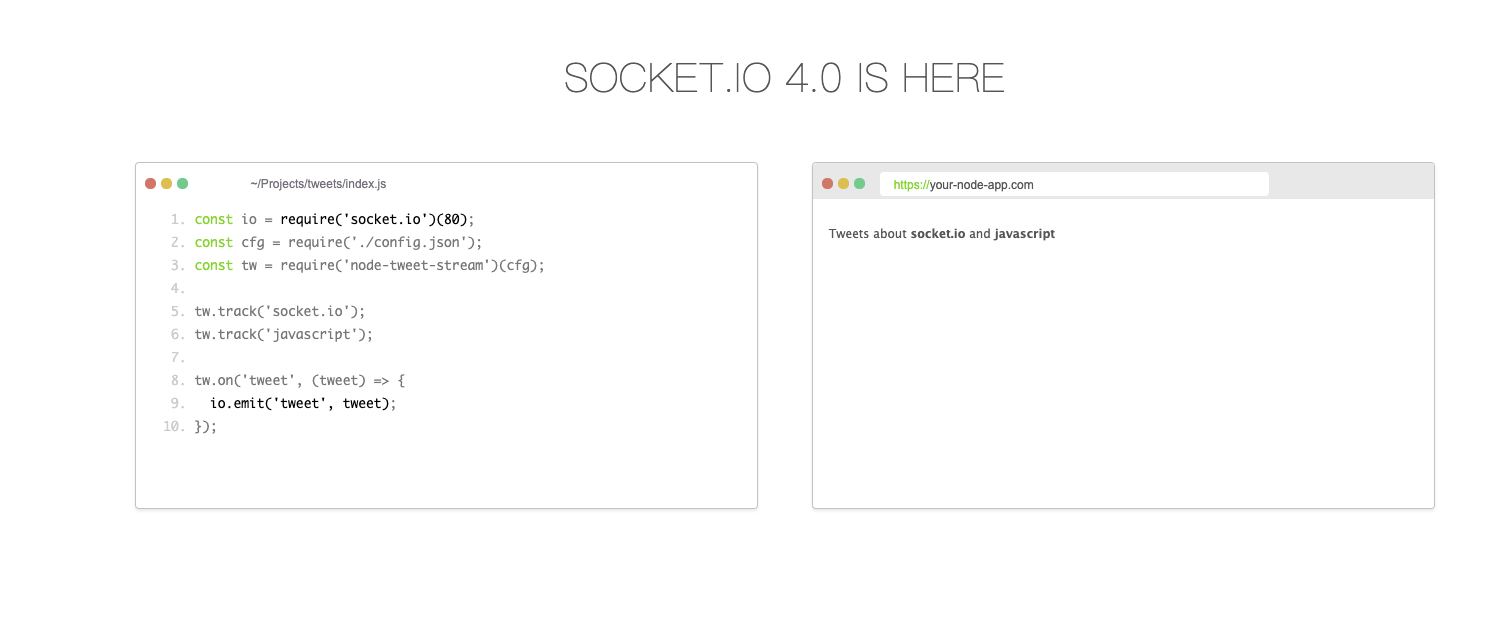 SOCKET.IO 4.0 IS HERE
~/Projects/tweets/index.js
1. const io = require('socket.io')(80);
2. const cfg = require('./config.json');
3. const tw = require('node-tweet-stream')(cfg);
4.
5. tw.track('socket.io');
6. tw.track('javascript');
7.
8. tw.on('tweet', (tweet) => {
9.   io.emit('tweet', tweet);
10. });
https://your-node-app.com
Tweets about socket.io and javascript